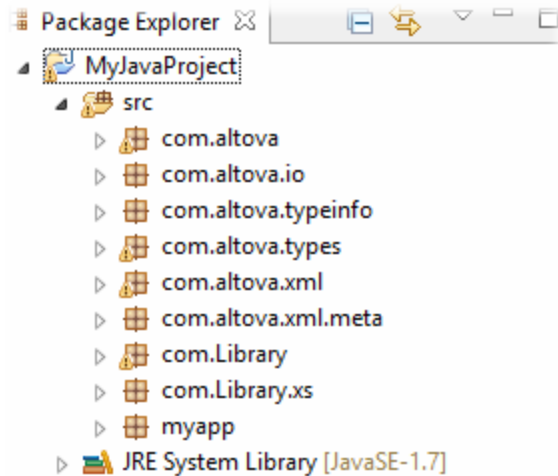 Package Explorer
MyJavaProject
src
com.altova
com.altova.io
com.altova.typeinfo
com.altova.types
com.altova.xml
com.altova.xml.meta
com.Library
com.Library.xs
myapp
JRE System Library [JavaSE-1.7]